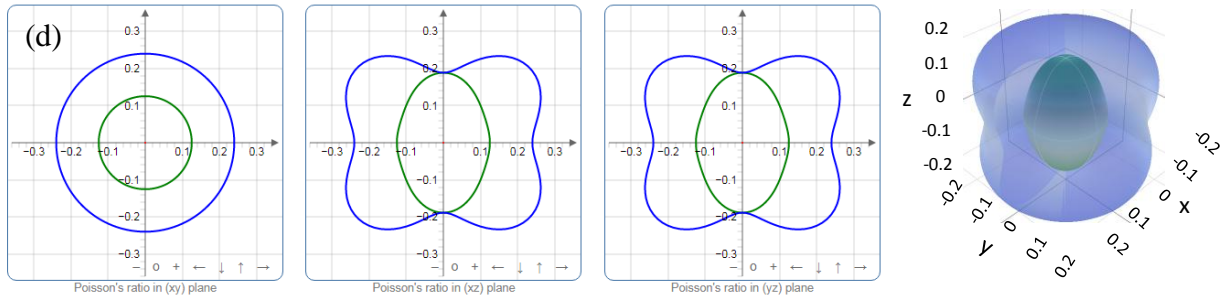 (d)
0.3
0.2
0.1
−0.3 −0.2 −0.1 0.1 0.2 0.3
−0.1
−0.2
−0.3
− o + ← ↓ ↑ →
Poisson's ratio in (xy) plane
0.3
0.2
0.1
−0.3 −0.2 −0.1 0.1 0.2 0.3
−0.1
−0.2
−0.3
− o + ← ↓ ↑ →
Poisson's ratio in (xz) plane
0.3
0.2
0.1
−0.3 −0.2 −0.1 0.1 0.2 0.3
−0.1
−0.2
−0.3
− o + ← ↓ ↑ →
Poisson's ratio in (yz) plane
0.2
0.1
z 0
-0.1
-0.2
-0.2
-0.1
0
0.1
0.2
y
-0.2
-0.1
0
0.1
0.2
x